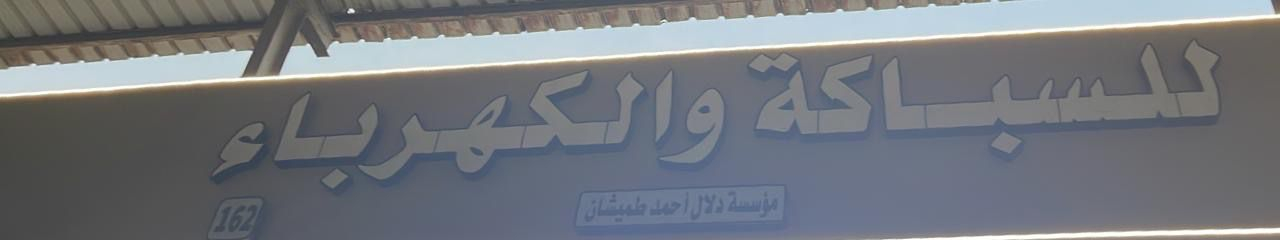 للسباكة والكهرباء
مؤسسة دلال أحمد طميشان
162